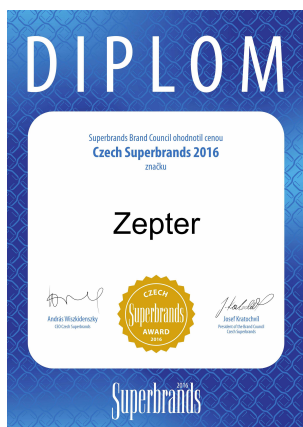 DIPLOM
Superbrands Brand Council ohodnotil cenou
Czech Superbrands 2016
značku
Zepter
András Wiszkidenszky
CEO Czech Superbrands
CZECH
Superbrands
AWARD
2016
Josef Kratochvíl
President of the Brand Council
Czech Superbrands
2016
Superbrands